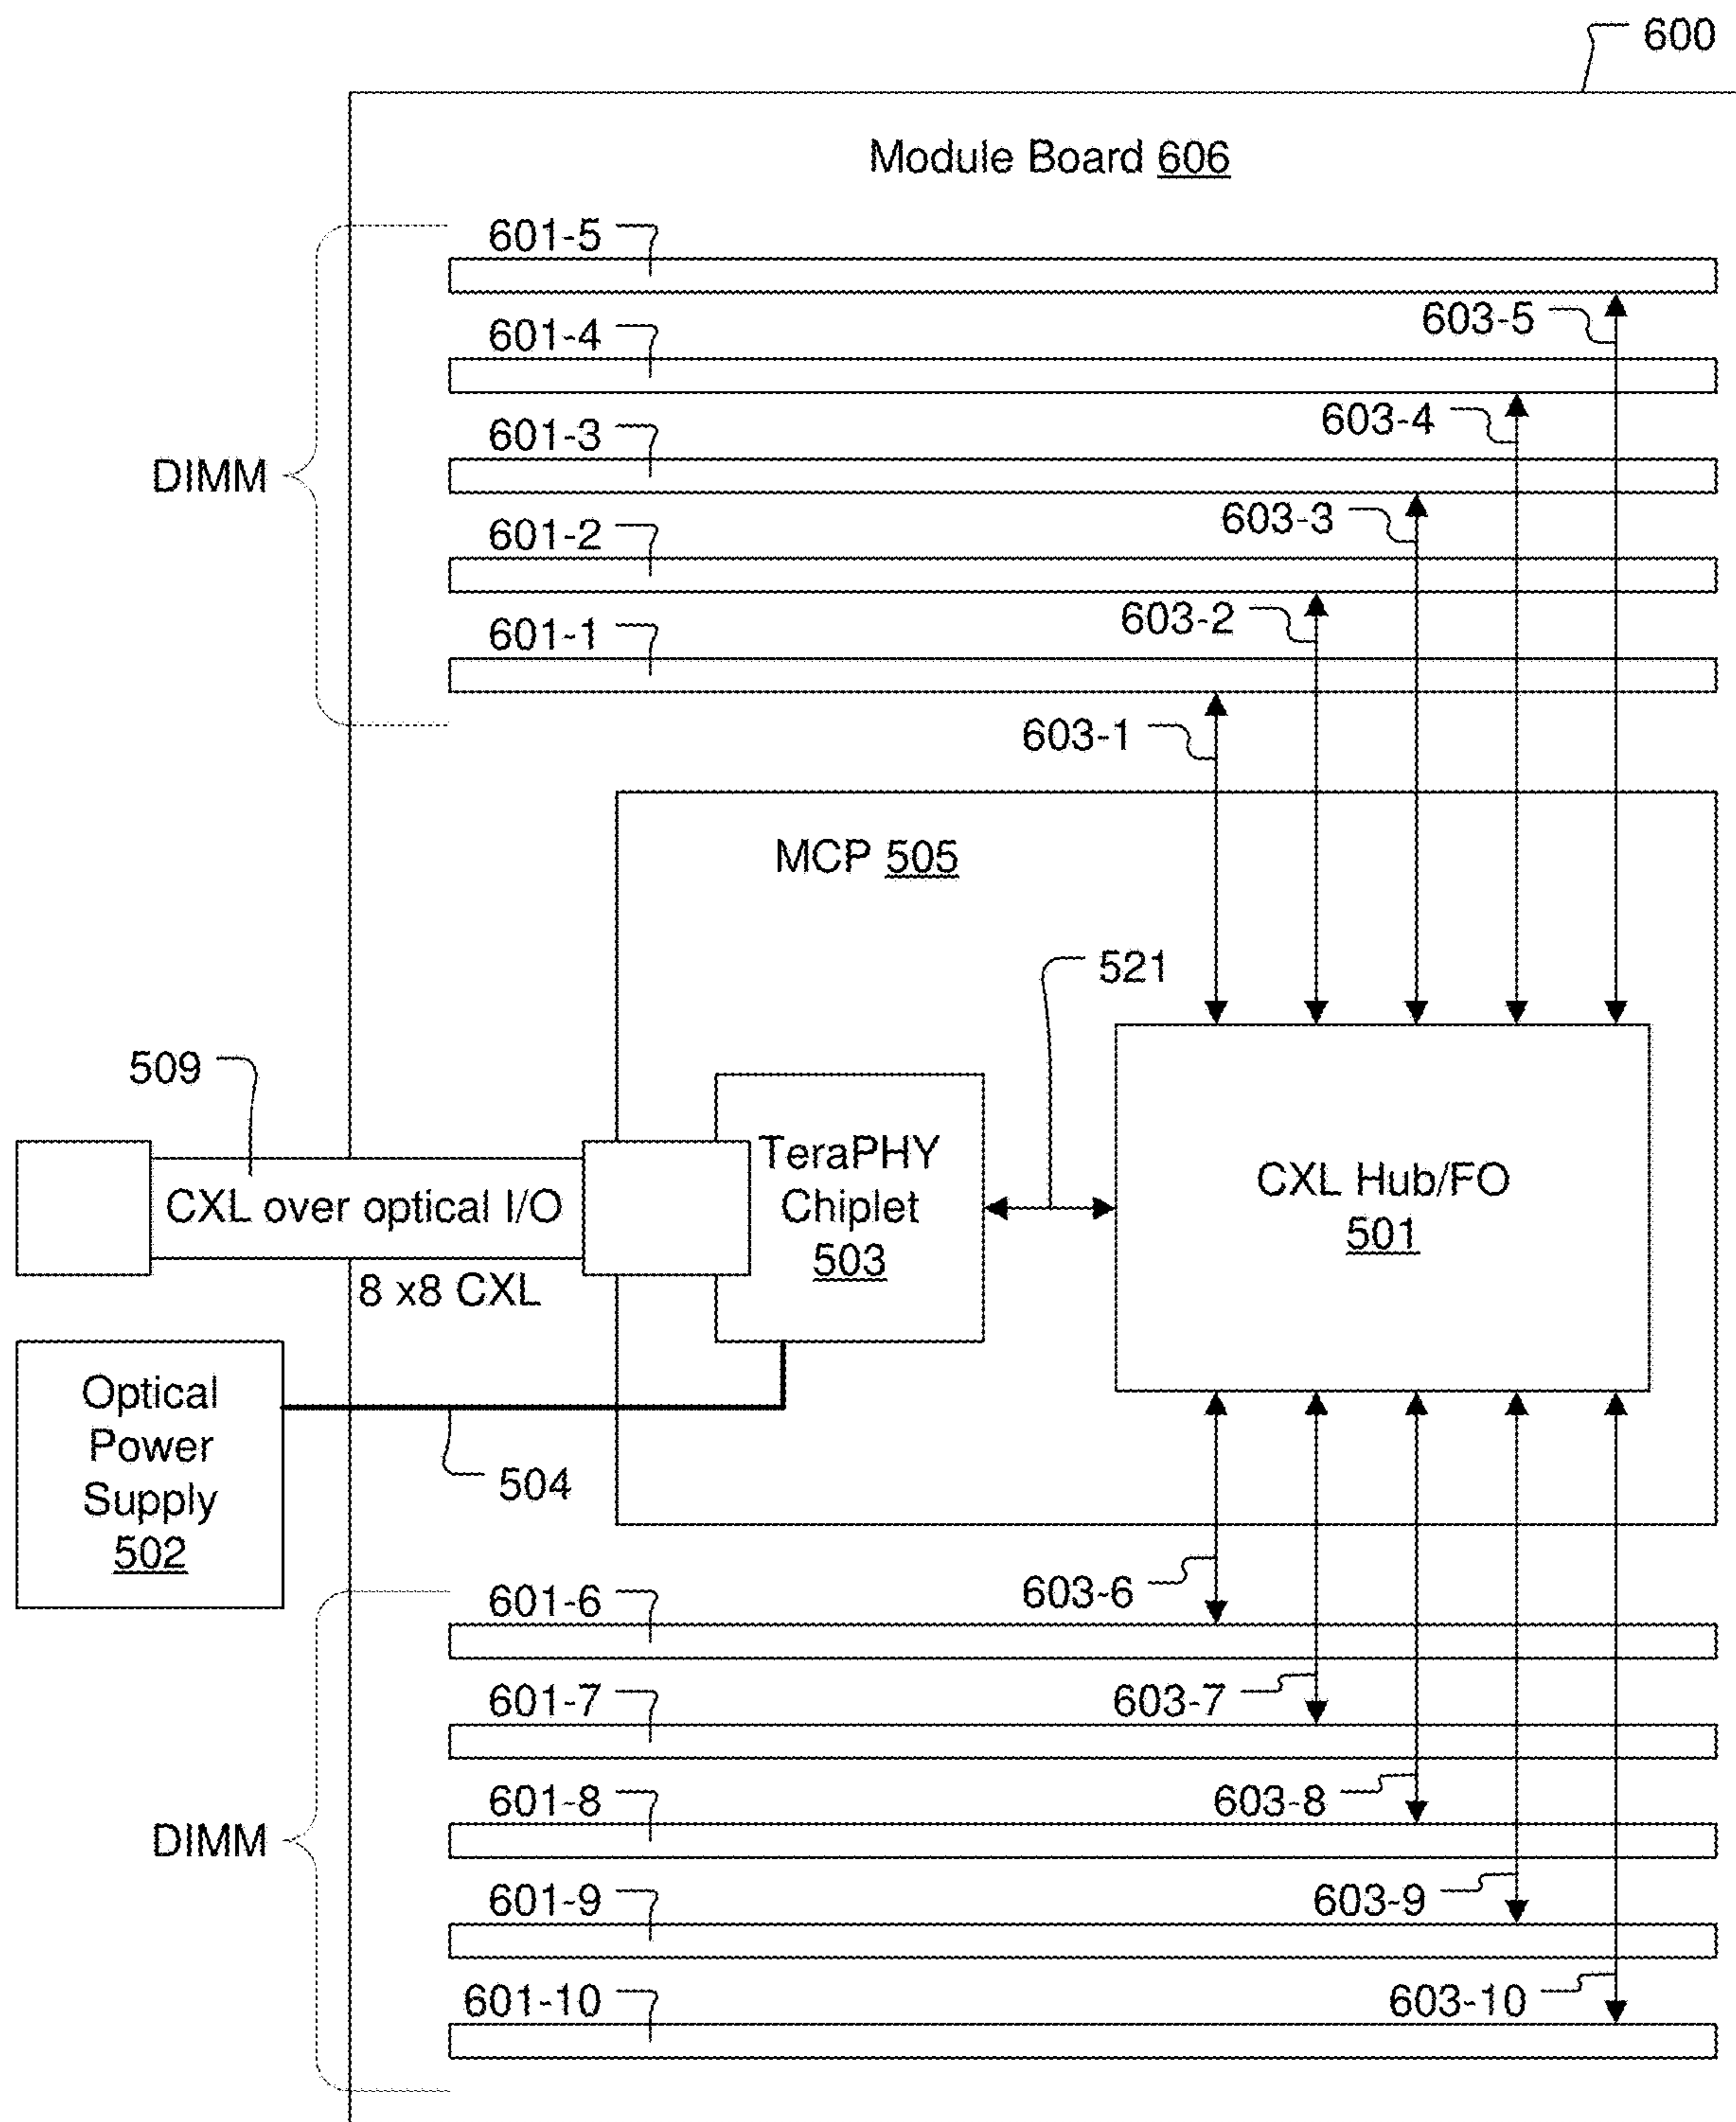 600
Module Board 606
601-5
603-5
601-4
603-4
601-3
DIMM
603-3
601-2
603-2
601-1
603-1
MCP 505
521
509
TeraPHY
Chiplet
503
CXL Hub/FO
501
CXL over optical I/O
8 x8 CXL
Optical
Power
Supply
502
504
603-6
601-6
603-7
601-7
603-8
601-8
DIMM
603-9
601-9
603-10
601-10